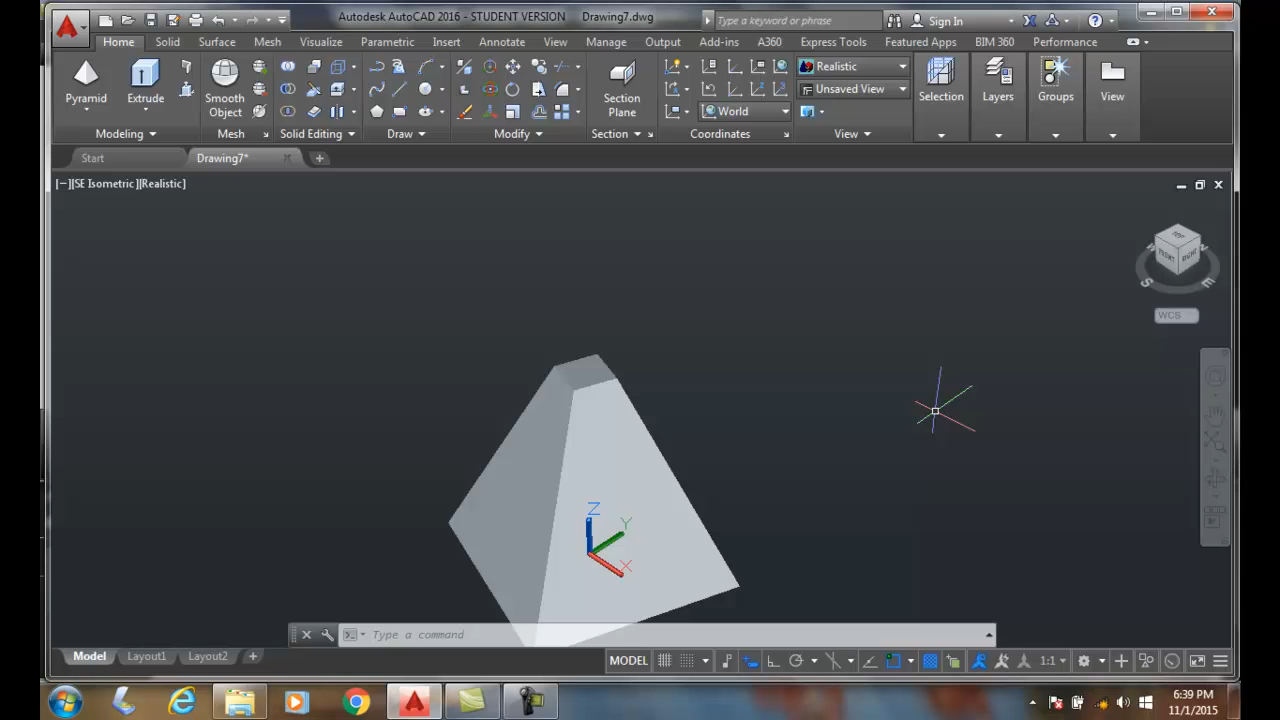 Autodesk AutoCAD 2016 - STUDENT VERSION Drawing7.dwg
Type a keyword or phrase
Sign In
Home Solid Surface Mesh Visualize Parametric Insert Annotate View Manage Output Add-ins A360 Express Tools Featured Apps BIM 360 Performance
Pyramid
Extrude
Smooth Object
Section Plane
Realistic
Unsaved View
World
Selection
Layers
Groups
View
Modeling Mesh Solid Editing Draw Modify Section Coordinates View
Start Drawing7*
[−][SE Isometric][Realistic]
TOP
FRONT
RIGHT
W
N
S
E
WCS
Z
Y
X
Type a command
Model Layout1 Layout2
MODEL
1:1
6:39 PM
11/1/2015